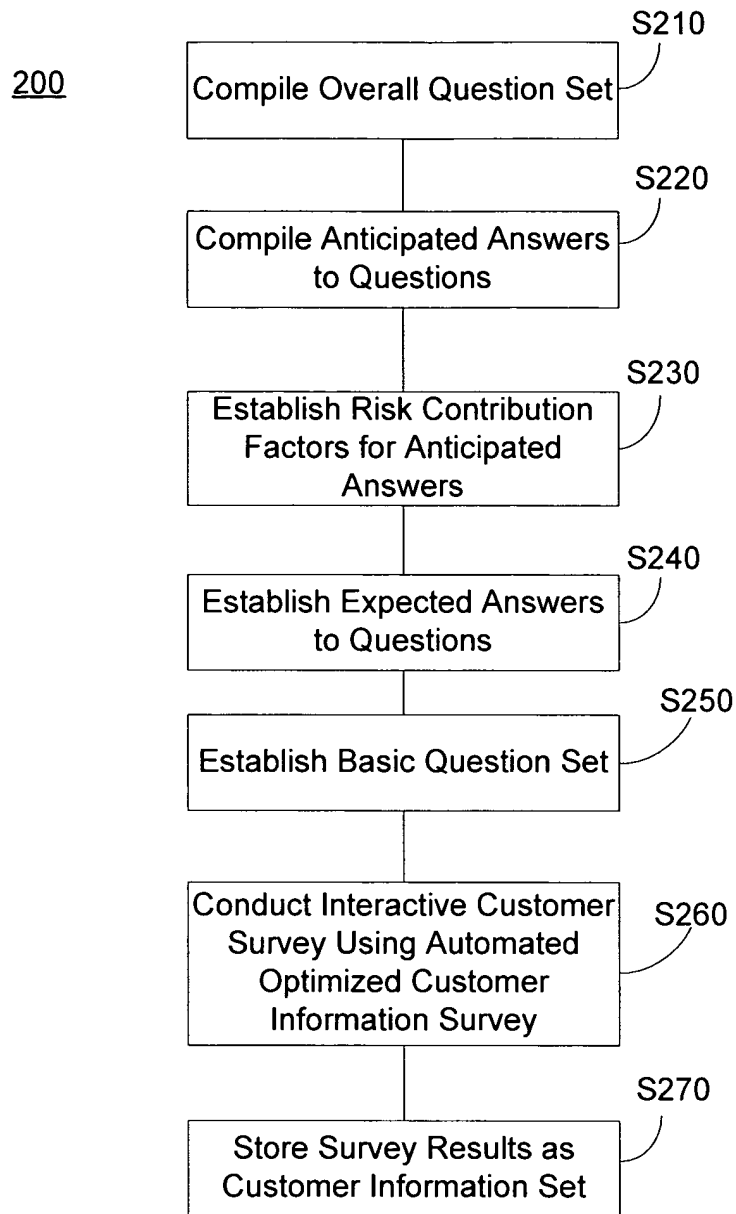 S210
200
Compile Overall Question Set
S220
Compile Anticipated Answers
to Questions
S230
Establish Risk Contribution
Factors for Anticipated
Answers
S240
Establish Expected Answers
to Questions
S250
Establish Basic Question Set
Conduct Interactive Customer
Survey Using Automated
Optimized Customer
Information Survey
S260
S270
Store Survey Results as
Customer Information Set